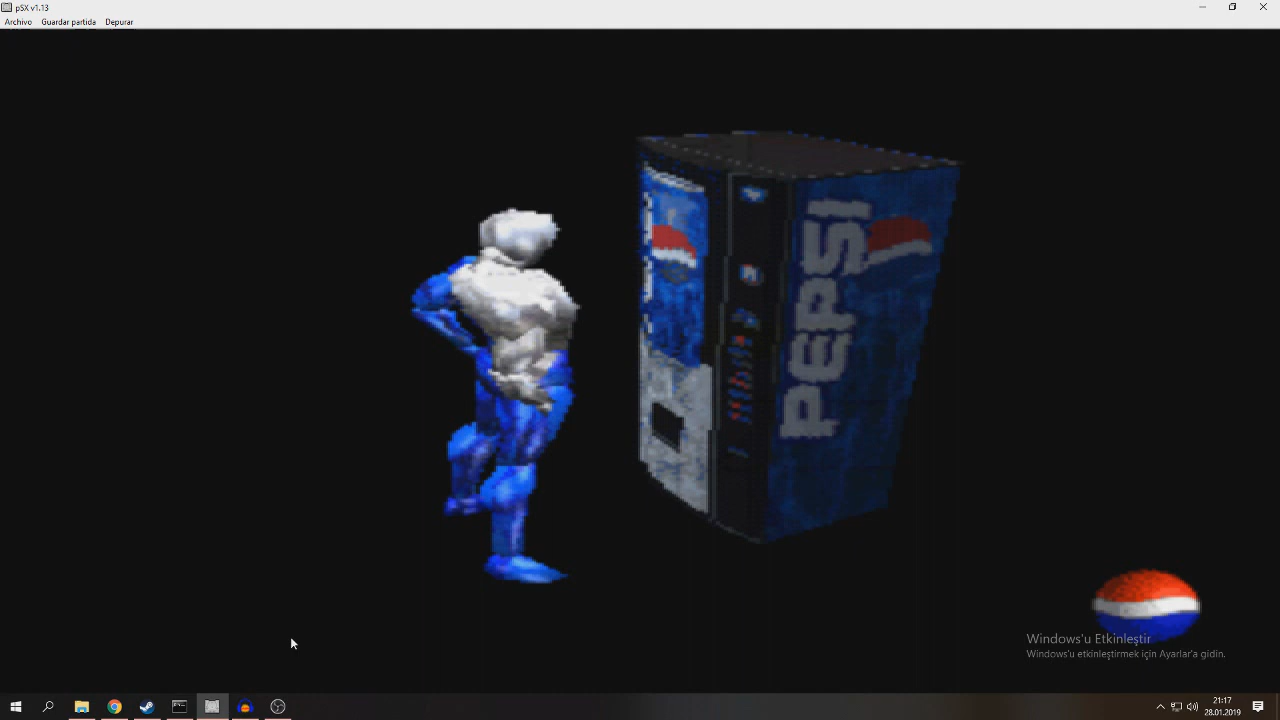 pSX v1.13
Archivo Guardar partida Depurar
PEPSI
Windows'u Etkinleştir
Windows'u etkinleştirmek için Ayarlar'a gidin.
21:17
28.01.2019